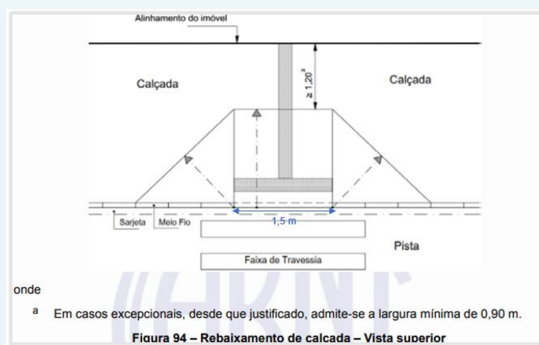 Alinhamento do imóvel
Calçada
≥ 1,20ª
Calçada
1,5 m
Sarjeta
Meio Fio
Pista
Faixa de Travessia
onde
a Em casos excepcionais, desde que justificado, admite-se a largura mínima de 0,90 m.
Figura 94 – Rebaixamento de calçada – Vista superior